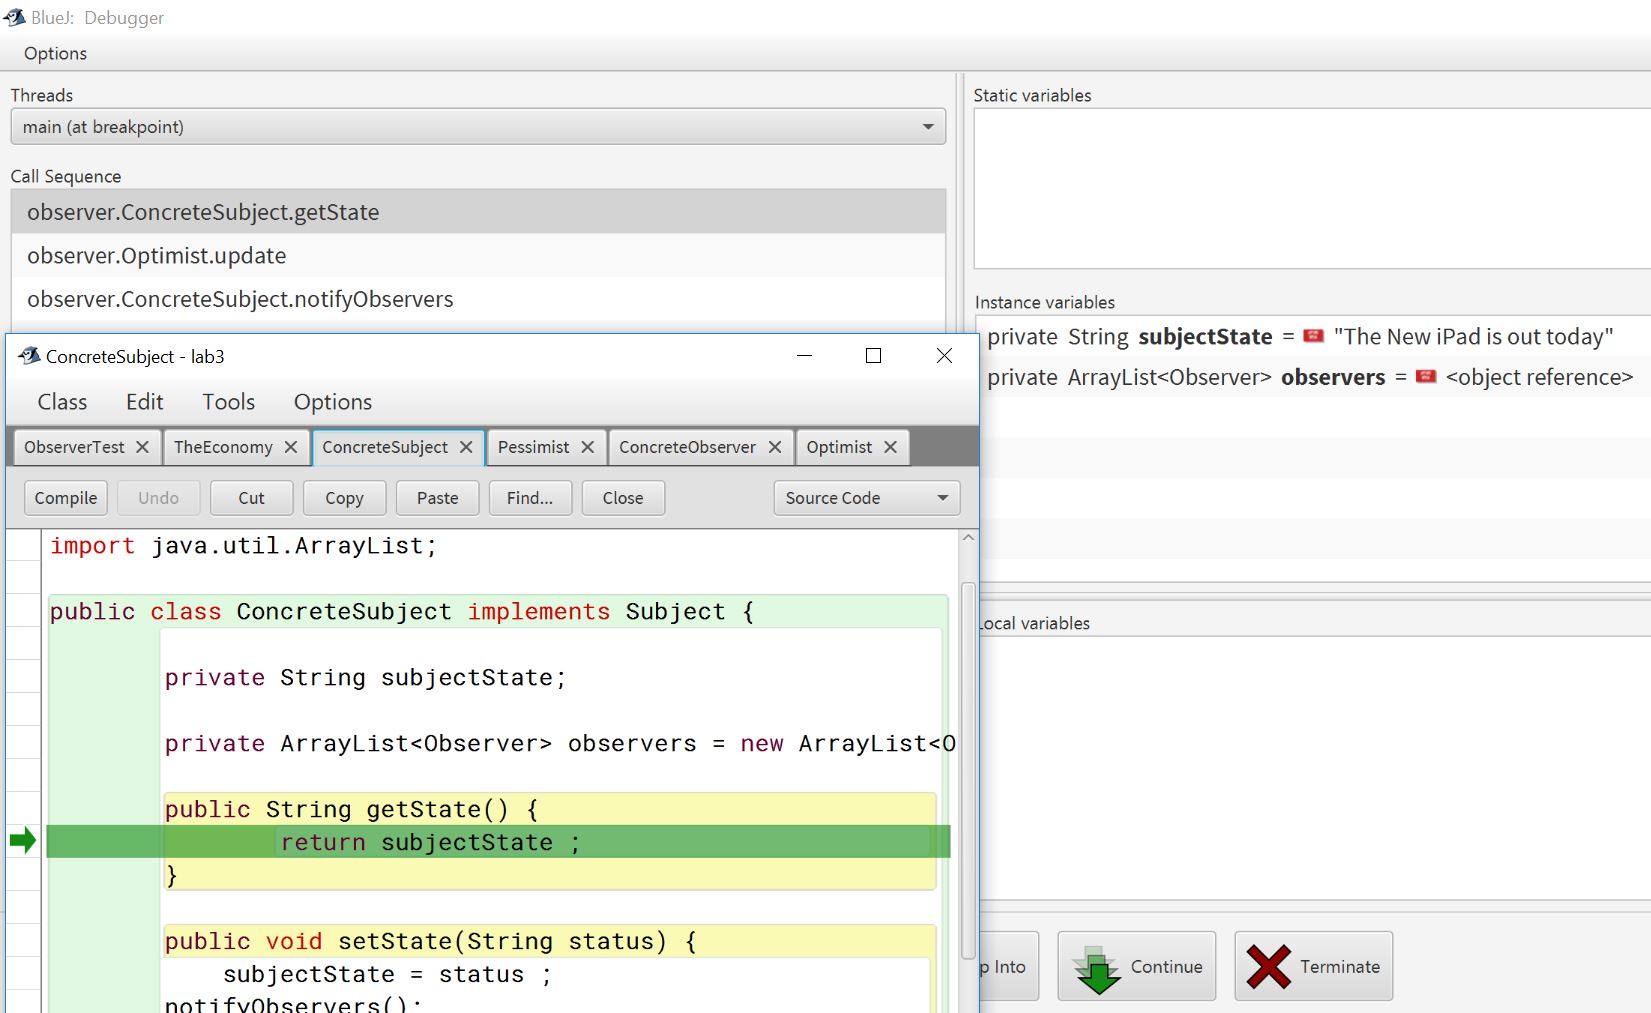 BlueJ: Debugger
Options
Threads
main (at breakpoint)
Call Sequence
observer.ConcreteSubject.getState
observer.Optimist.update
observer.ConcreteSubject.notifyObservers
Static variables
Instance variables
private String subjectState = "The New iPad is out today"
private ArrayList<Observer> observers = <object reference>
Local variables
ConcreteSubject - lab3
Class Edit Tools Options
ObserverTest TheEconomy ConcreteSubject Pessimist ConcreteObserver Optimist
Compile Undo Cut Copy Paste Find... Close Source Code
import java.util.ArrayList;
public class ConcreteSubject implements Subject {
private String subjectState;
private ArrayList<Observer> observers = new ArrayList<O
public String getState() {
return subjectState ;
}
public void setState(String status) {
subjectState = status ;
notifyObservers();
p Into Continue Terminate